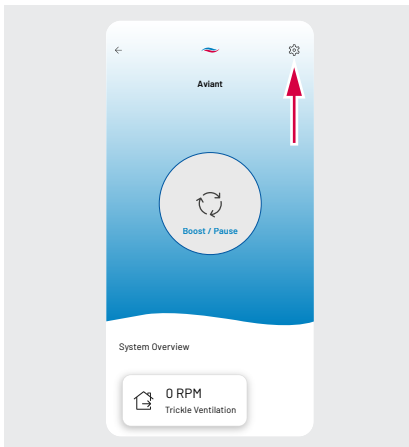 Aviant
Boost / Pause
System Overview
0 RPM
Trickle Ventilation